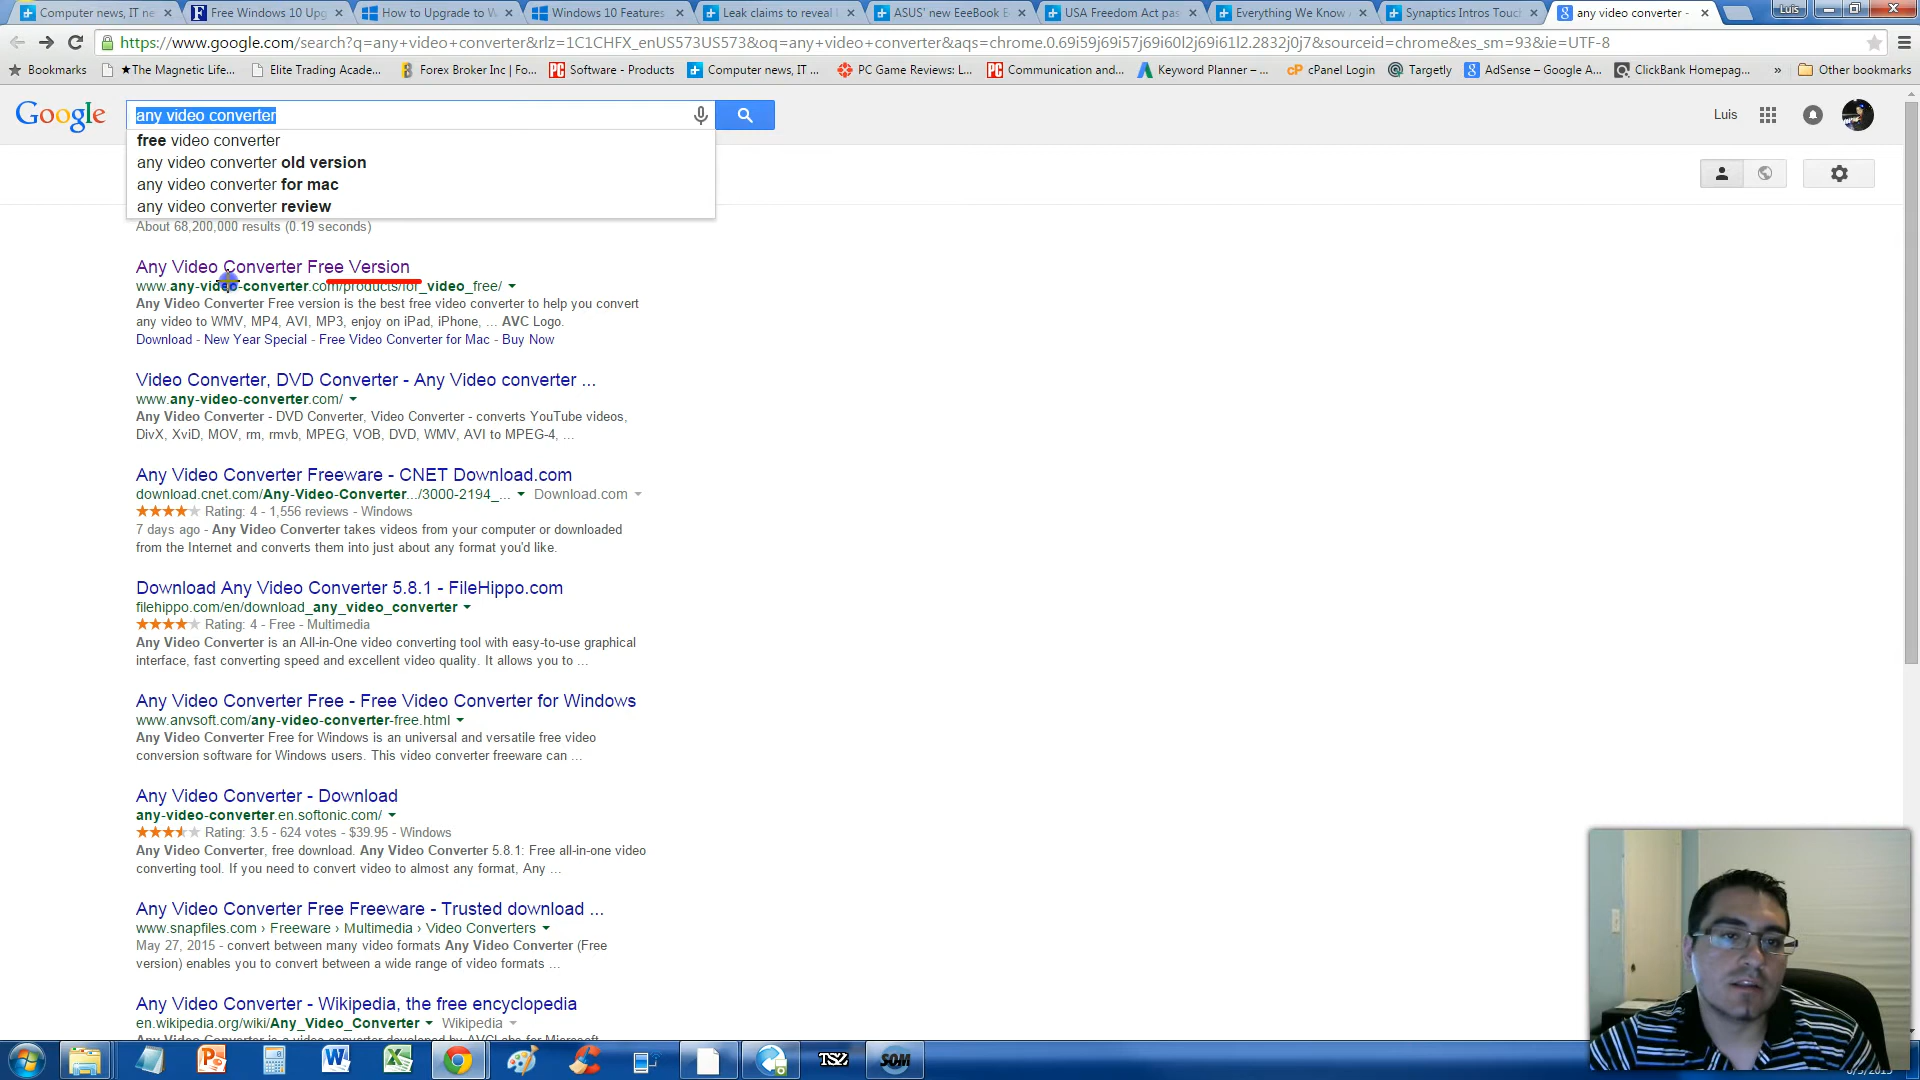 Computer news, IT ne
Free Windows 10 Upg
How to Upgrade to W
Windows 10 Features
Leak claims to reveal
ASUS' new EeeBook E
USA Freedom Act pas
Everything We Know
Synaptics Intros Touc
any video converter -
Luis
https://www.google.com/search?q=any+video+converter&rlz=1C1CHFX_enUS573US573&oq=any+video+converter&aqs=chrome.0.69i59j69i57j69i60l2j69i61l2.2832j0j7&sourceid=chrome&es_sm=93&ie=UTF-8
Bookmarks
★The Magnetic Life...
Elite Trading Acade...
Forex Broker Inc | Fo...
Software - Products
Computer news, IT ...
PC Game Reviews: L...
Communication and...
Keyword Planner – ...
cPanel Login
Targetly
AdSense – Google A...
ClickBank Homepag...
» Other bookmarks
Google
any video converter
Luis
free video converter
any video converter old version
any video converter for mac
any video converter review
About 68,200,000 results (0.19 seconds)
Any Video Converter Free Version
www.any-video-converter.com/products/for_video_free/
Any Video Converter Free version is the best free video converter to help you convert
any video to WMV, MP4, AVI, MP3, enjoy on iPad, iPhone, ... AVC Logo.
Download - New Year Special - Free Video Converter for Mac - Buy Now
Video Converter, DVD Converter - Any Video converter ...
www.any-video-converter.com/
Any Video Converter - DVD Converter, Video Converter - converts YouTube videos,
DivX, XviD, MOV, rm, rmvb, MPEG, VOB, DVD, WMV, AVI to MPEG-4, ...
Any Video Converter Freeware - CNET Download.com
download.cnet.com/Any-Video-Converter.../3000-2194_... Download.com
Rating: 4 - 1,556 reviews - Windows
7 days ago - Any Video Converter takes videos from your computer or downloaded
from the Internet and converts them into just about any format you'd like.
Download Any Video Converter 5.8.1 - FileHippo.com
filehippo.com/en/download_any_video_converter
Rating: 4 - Free - Multimedia
Any Video Converter is an All-in-One video converting tool with easy-to-use graphical
interface, fast converting speed and excellent video quality. It allows you to ...
Any Video Converter Free - Free Video Converter for Windows
www.anvsoft.com/any-video-converter-free.html
Any Video Converter Free for Windows is an universal and versatile free video
conversion software for Windows users. This video converter freeware can ...
Any Video Converter - Download
any-video-converter.en.softonic.com/
Rating: 3.5 - 624 votes - $39.95 - Windows
Any Video Converter, free download. Any Video Converter 5.8.1: Free all-in-one video
converting tool. If you need to convert video to almost any format, Any ...
Any Video Converter Free Freeware - Trusted download ...
www.snapfiles.com › Freeware › Multimedia › Video Converters
May 27, 2015 - convert between many video formats Any Video Converter (Free
version) enables you to convert between a wide range of video formats ...
Any Video Converter - Wikipedia, the free encyclopedia
en.wikipedia.org/wiki/Any_Video_Converter Wikipedia
TSZ
SOM